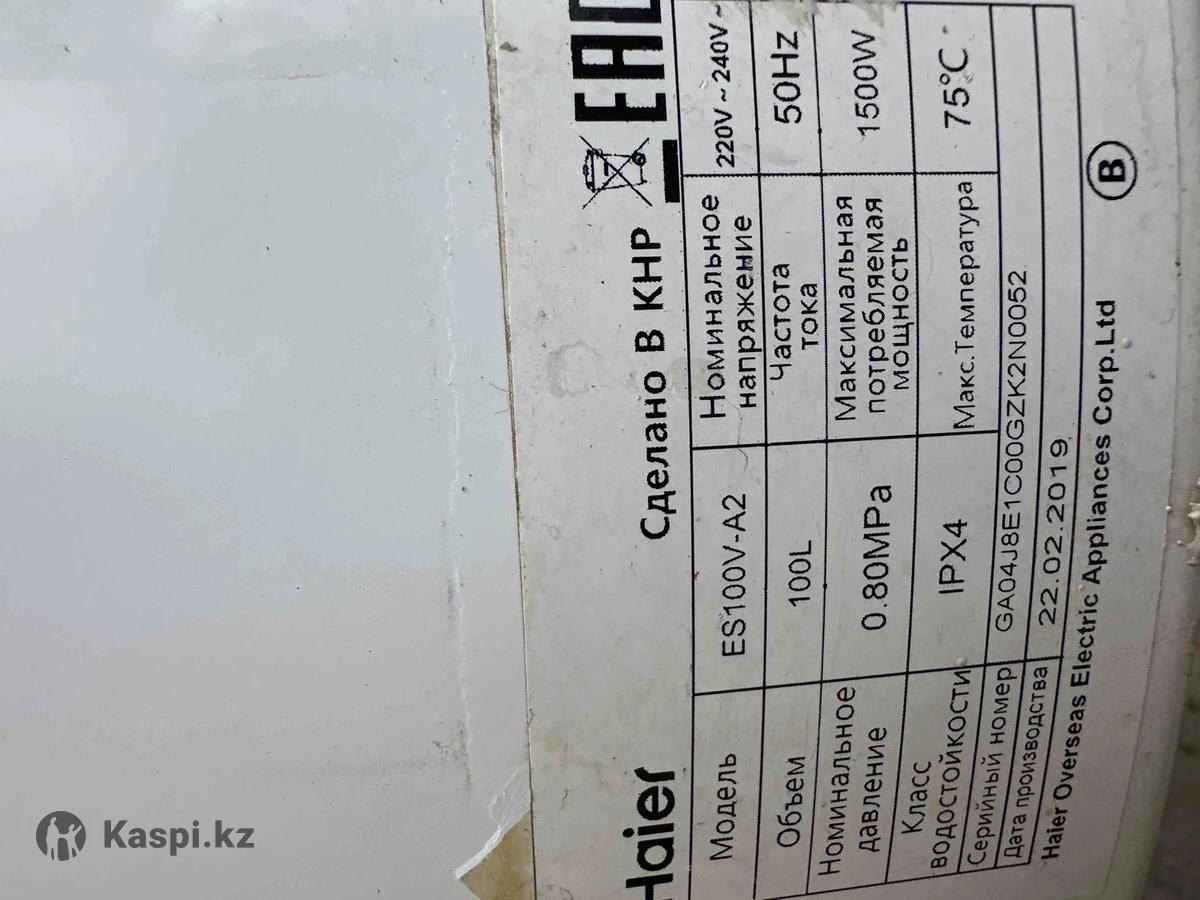 Haier
Сделано в КНР
EAC
Модель ES100V-A2 Номинальное напряжение 220V ~ 240V ~
Объем 100L Частота тока 50Hz
Номинальное давление 0.80MPa Максимальная потребляемая мощность 1500W
Класс водостойкости IPX4 Макс.Температура 75°C
Серийный номер GA04J8E1C00GZK2N0052
Дата производства 22.02.2019
Haier Overseas Electric Appliances Corp.Ltd
B
Kaspi.kz